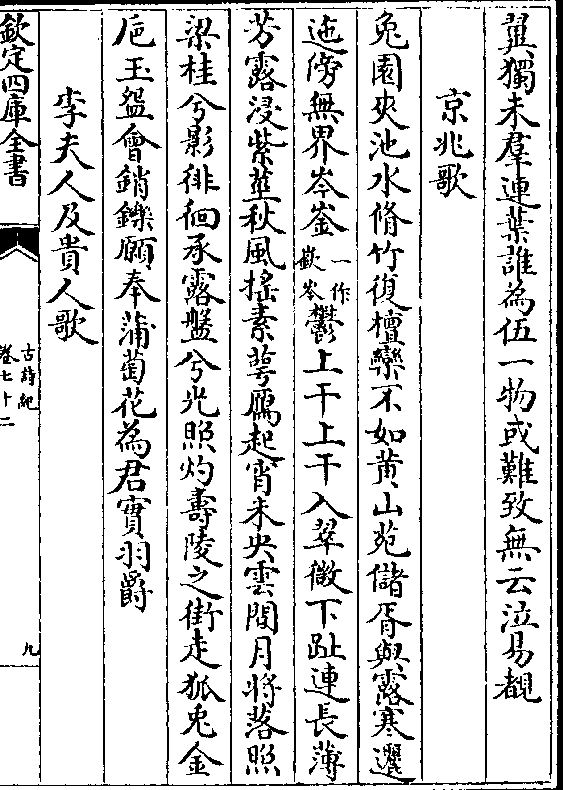 翼獨未羣連葉誰為伍一物或難致無云泣易覩
京兆歌
兔園夾池水脩竹復檀欒不如黄山苑儲胥與露寒邐
迤傍無界岑崟一作嶔岑鬱上干上干入翠微下趾連長薄
芳露浸紫莖秋風揺素蕚鴈起宵未央雲間月將落照
梁桂兮影徘徊承露盤兮光照灼壽陵之街走狐兎金
巵玉盌會銷鑠願奉蒲萄花為君實羽爵
李夫人及貴人歌
欽定四庫全書
古詩紀
卷七十二
九